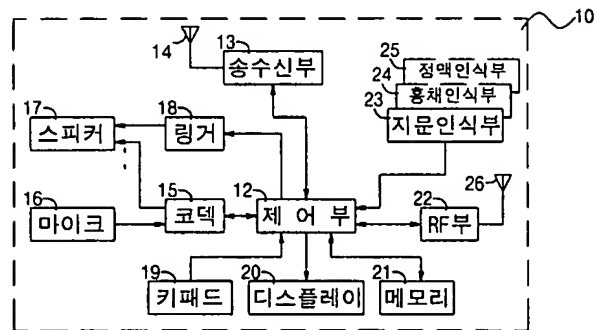 10
14
13
송수신부
25
정맥인식부
24
홍채인식부
23
지문인식부
17
스피커
18
링거
16
마이크
15
코덱
12
제 어 부
22
RF부
26
19
키패드
20
디스플레이
21
메모리